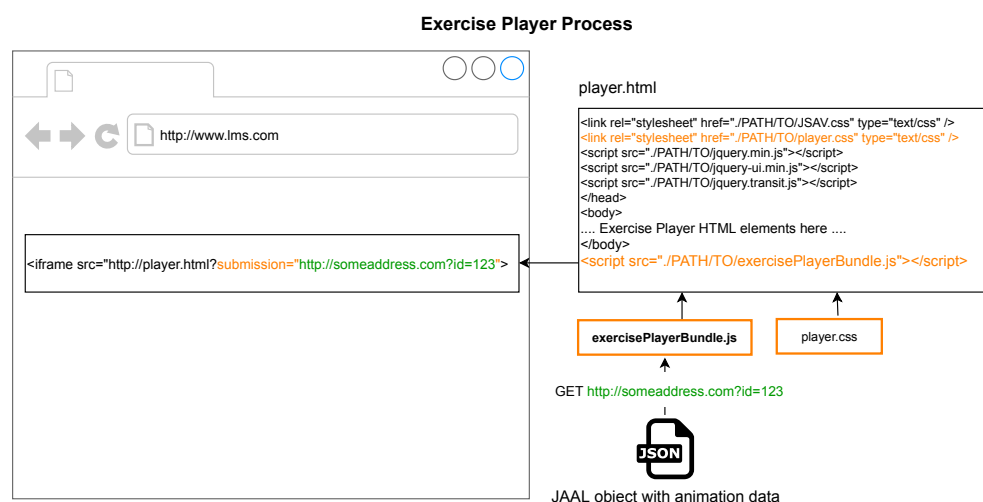 Exercise Player Process
http://www.lms.com
<iframe src="http://player.html?submission="http://someaddress.com?id=123">
player.html
<link rel="stylesheet" href="./PATH/TO/JSAV.css" type="text/css" />
<link rel="stylesheet" href="./PATH/TO/player.css" type="text/css" />
<script src="./PATH/TO/jquery.min.js"></script>
<script src="./PATH/TO/jquery-ui.min.js"></script>
<script src="./PATH/TO/jquery.transit.js"></script>
</head>
<body>
.... Exercise Player HTML elements here ....
</body>
<script src="./PATH/TO/exercisePlayerBundle.js"></script>
exercisePlayerBundle.js
player.css
GET http://someaddress.com?id=123
JSON
JAAL object with animation data